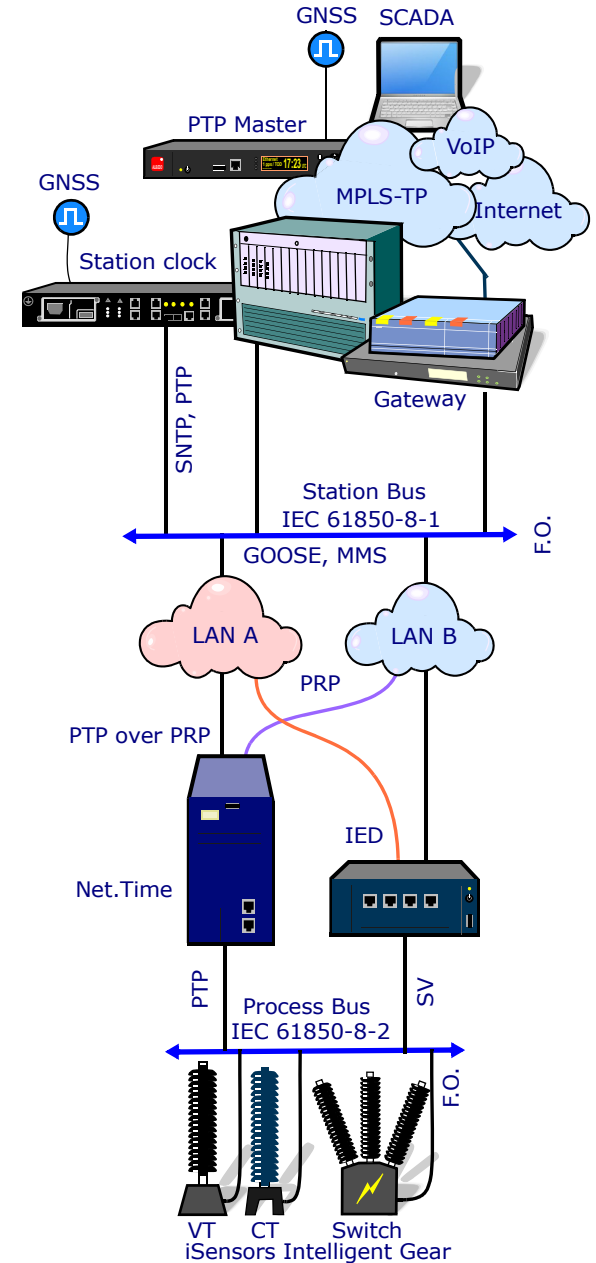 GNSS
SCADA
PTP Master
VoIP
17:23
GNSS
MPLS-TP
Internet
Station clock
Gateway
SNTP, PTP
Station Bus
IEC 61850-8-1
F.O.
GOOSE, MMS
LAN A
LAN B
PRP
PTP over PRP
IED
Net.Time
PTP
SV
Process Bus
IEC 61850-8-2
F.O.
VT
CT
Switch
iSensors Intelligent Gear